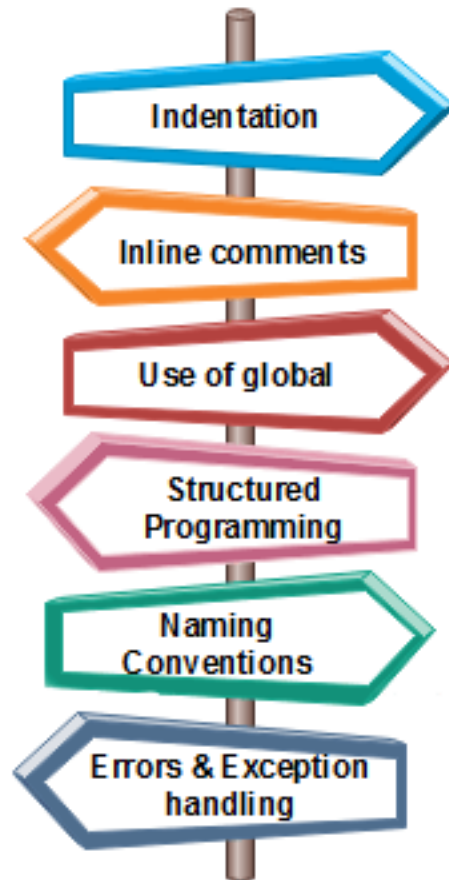 Indentation
Inline comments
Use of global
Structured
Programming
Naming
Conventions
Errors & Exception
handling